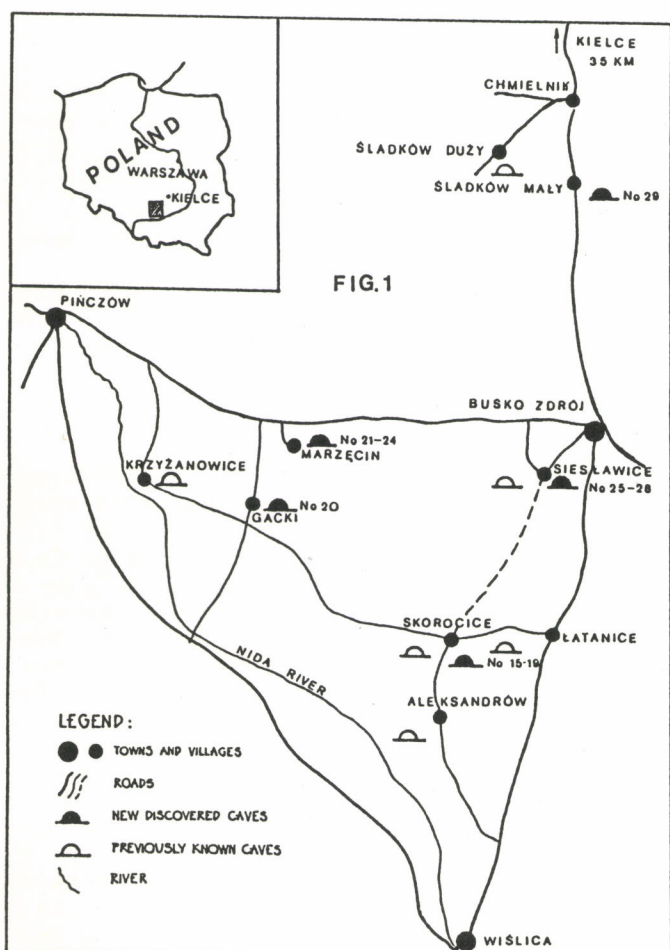 POLAND
WARSZAWA
KIELCE
KIELCE
35 KM
CHMIELNIK
ŚLADKÓW DUŻY
ŚLADKÓW MAŁY
No 29
FIG.1
PIŃCZÓW
BUSKO ZDRÓJ
No 21-24
MARZĘCIN
KRZYŻANOWICE
SIESŁAWICE
No 25-28
No 20
GACKI
SKOROCICE
ŁATANICE
No 15-19
NIDA RIVER
ALEKSANDRÓW
LEGEND:
TOWNS AND VILLAGES
ROADS
NEW DISCOVERED CAVES
PREVIOUSLY KNOWN CAVES
RIVER
WIŚLICA